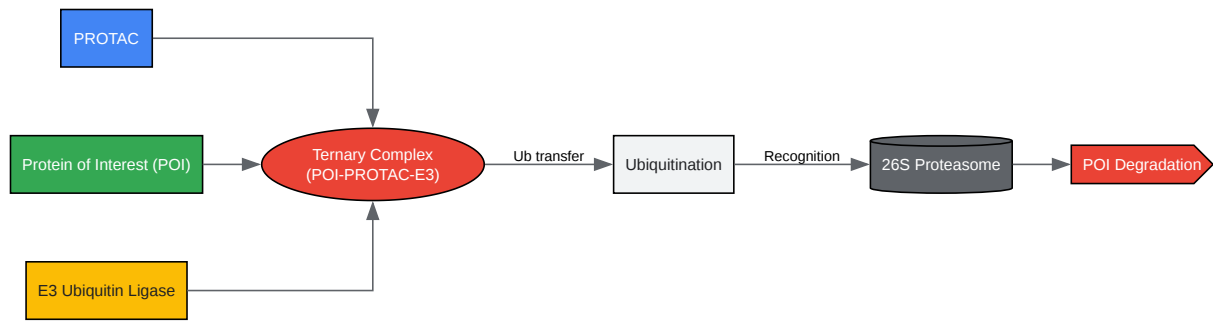 PROTAC
Protein of Interest (POI)
E3 Ubiquitin Ligase
Ternary Complex
(POI-PROTAC-E3)
Ub transfer
Ubiquitination
Recognition
26S Proteasome
POI Degradation